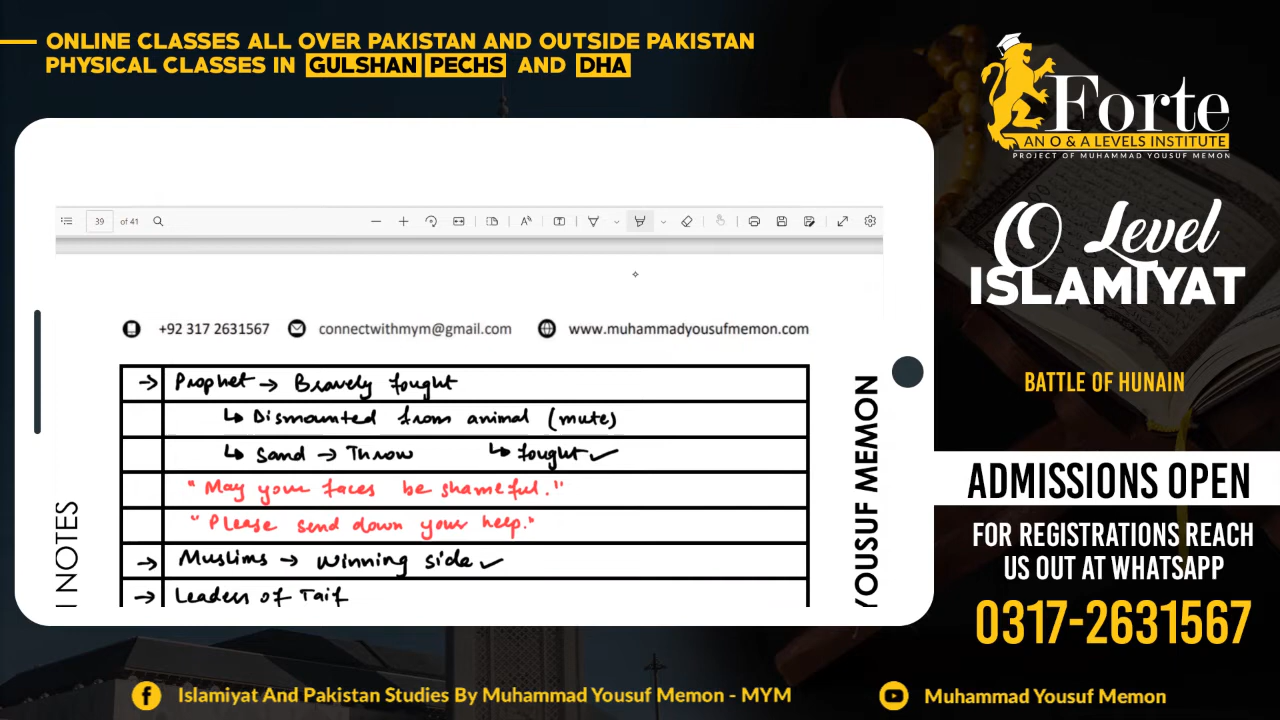 ONLINE CLASSES ALL OVER PAKISTAN AND OUTSIDE PAKISTAN
PHYSICAL CLASSES IN GULSHAN PECHS AND DHA
Forte
AN O & A LEVELS INSTITUTE
PROJECT OF MUHAMMAD YOUSUF MEMON
O Level
ISLAMIYAT
BATTLE OF HUNAIN
ADMISSIONS OPEN
FOR REGISTRATIONS REACH
US OUT AT WHATSAPP
0317-2631567
39 of 41
+92 317 2631567 connectwithmym@gmail.com www.muhammadyousufmemon.com
→ Prophet → Bravely fought
↳ Dismounted from animal (mute)
↳ Sand → Throw ↳ fought ✓
"May your faces be shameful."
"Please send down your help."
→ Muslims → winning side ✓
→ Leaders of Taif
NOTES
YOUSUF MEMON
Islamiyat And Pakistan Studies By Muhammad Yousuf Memon - MYM
Muhammad Yousuf Memon